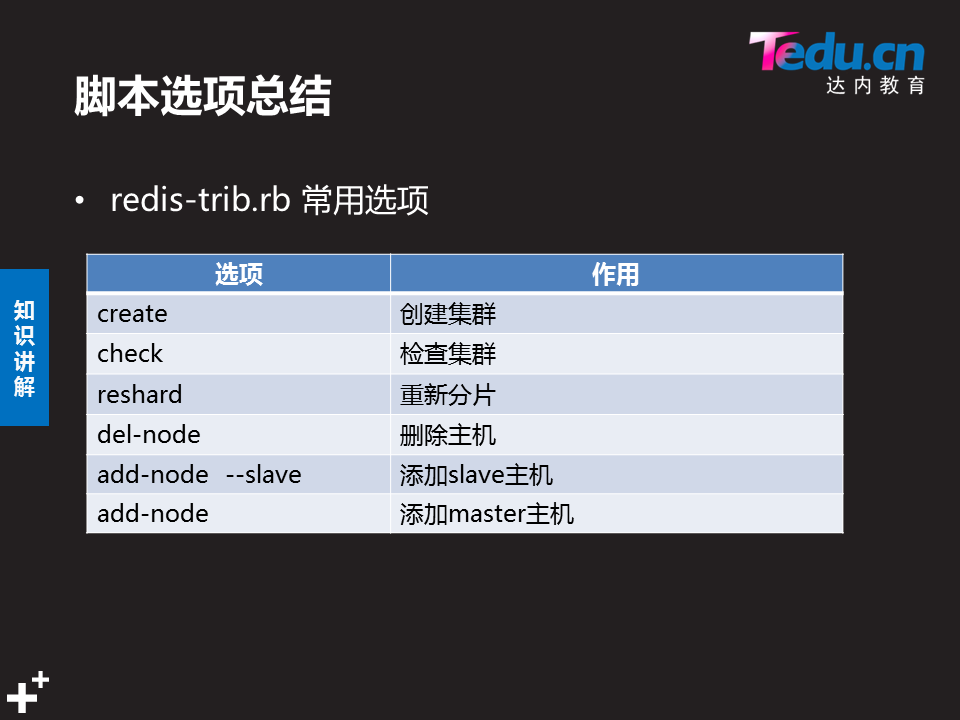 Tedu.cn
达内教育
脚本选项总结
• redis-trib.rb 常用选项
选项 作用
create 创建集群
check 检查集群
reshard 重新分片
del-node 删除主机
add-node --slave 添加slave主机
add-node 添加master主机
知识讲解